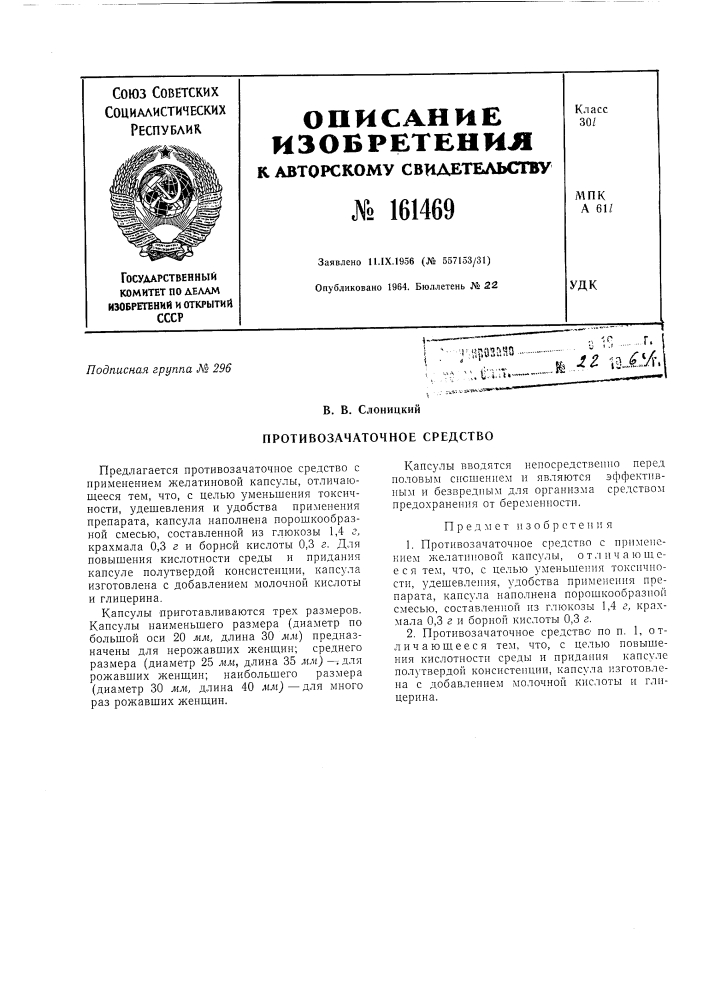 Союз Советских
Социалистических
Республик
Государственный
комитет по делам
изобретений и открытий
СССР
ОПИСАНИЕ
ИЗОБРЕТЕНИЯ
К АВТОРСКОМУ СВИДЕТЕЛЬСТВУ
№ 161469
Заявлено 11.IX.1956 (№ 557153/31)
Опубликовано 1964. Бюллетень № 22
Класс
30l
МПК
A 61l
УДК
Подписная группа № 296
в 19 г.
№ 22 1964г.
В. В. Слоницкий
ПРОТИВОЗАЧАТОЧНОЕ СРЕДСТВО
Предлагается противозачаточное средство с
применением желатиновой капсулы, отличаю-
щееся тем, что, с целью уменьшения токсич-
ности, удешевления и удобства применения
препарата, капсула наполнена порошкообраз-
ной смесью, составленной из глюкозы 1,4 г,
крахмала 0,3 г и борной кислоты 0,3 г. Для
повышения кислотности среды и придания
капсуле полутвердой консистенции, капсула
изготовлена с добавлением молочной кислоты
и глицерина.
Капсулы приготавливаются трех размеров.
Капсулы наименьшего размера (диаметр по
большой оси 20 мм, длина 30 мм) предназ-
начены для нерожавших женщин; среднего
размера (диаметр 25 мм, длина 35 мм) — для
рожавших женщин; наибольшего размера
(диаметр 30 мм, длина 40 мм) — для много
раз рожавших женщин.
Капсулы вводятся непосредственно перед
половым сношением и являются эффектив-
ным и безвредным для организма средством
предохранения от беременности.
Предмет изобретения
1. Противозачаточное средство с примене-
нием желатиновой капсулы, отличающе-
еся тем, что, с целью уменьшения токсично-
сти, удешевления, удобства применения пре-
парата, капсула наполнена порошкообразной
смесью, составленной из глюкозы 1,4 г, крах-
мала 0,3 г и борной кислоты 0,3 г.
2. Противозачаточное средство по п. 1, от-
личающееся тем, что, с целью повыше-
ния кислотности среды и придания капсуле
полутвердой консистенции, капсула изготовле-
на с добавлением молочной кислоты и гли-
церина.